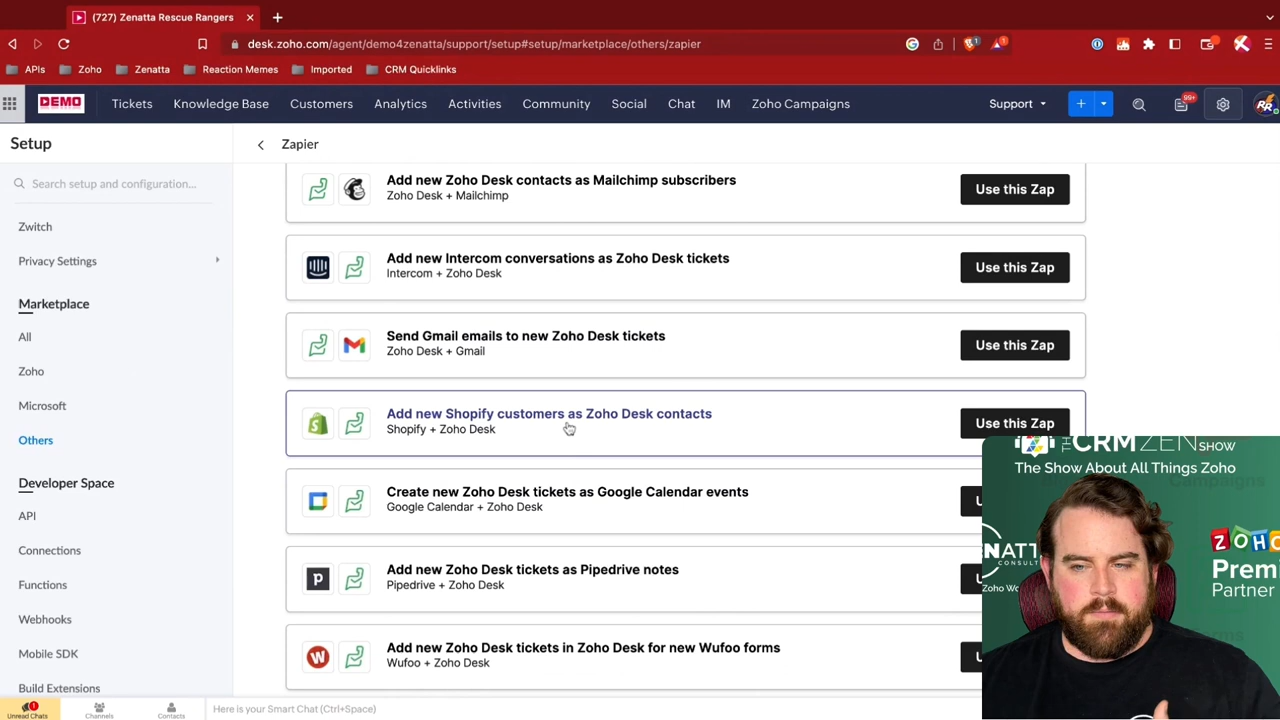 (727) Zenatta Rescue Rangers
desk.zoho.com/agent/demo4zenatta/support/setup#setup/marketplace/others/zapier
APIs Zoho Zenatta Reaction Memes Imported CRM Quicklinks
DEMO Tickets Knowledge Base Customers Analytics Activities Community Social Chat IM Zoho Campaigns Support 99+ RR
Setup
Zapier
Search setup and configuration...
Zwitch
Privacy Settings
Marketplace
All
Zoho
Microsoft
Others
Developer Space
API
Connections
Functions
Webhooks
Mobile SDK
Build Extensions
Add new Zoho Desk contacts as Mailchimp subscribers
Zoho Desk + Mailchimp
Use this Zap
Add new Intercom conversations as Zoho Desk tickets
Intercom + Zoho Desk
Use this Zap
Send Gmail emails to new Zoho Desk tickets
Zoho Desk + Gmail
Use this Zap
Add new Shopify customers as Zoho Desk contacts
Shopify + Zoho Desk
Use this Zap
Create new Zoho Desk tickets as Google Calendar events
Google Calendar + Zoho Desk
Add new Zoho Desk tickets as Pipedrive notes
Pipedrive + Zoho Desk
Add new Zoho Desk tickets in Zoho Desk for new Wufoo forms
Wufoo + Zoho Desk
THE CRM ZEN SHOW
The Show About All Things Zoho
Campaigns
ZOHO
Premi
Partner
NATT
CONSULT
Zoho Wo
Unread Chats Channels Contacts Here is your Smart Chat (Ctrl+Space)